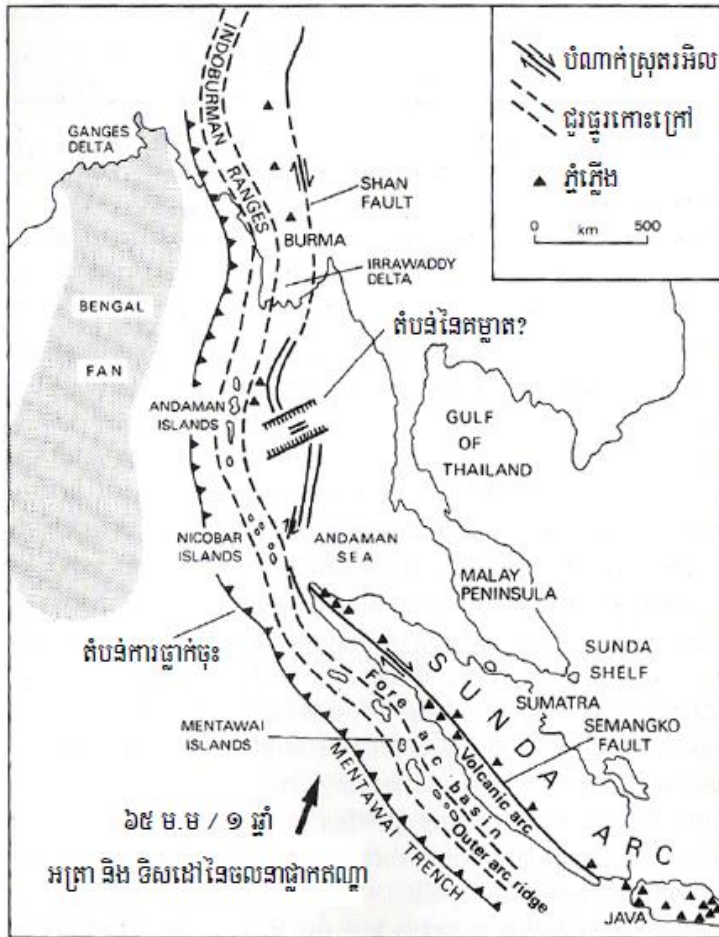 INDOBURMAN
RANGES
GANGES
DELTA
SHAN
FAULT
BURMA
IRRAWADDY
DELTA
BENGAL
FAN
តំបន់នៃគម្លាត?
ANDAMAN
ISLANDS
GULF
OF
THAILAND
NICOBAR
ISLANDS
ANDAMAN
SEA
MALAY
PENINSULA
តំបន់ការធ្លាក់ចុះ
SUNDA
SHELF
SUMATRA
SEMANGKO
FAULT
SUNDA ARC
MENTAWAI
ISLANDS
Fore arc basin
Volcanic arc
Outer arc ridge
MENTAWAI TRENCH
៦៥ ម.ម / ១ ឆ្នាំ
អត្រា និង ទិសដៅនៃចលនាផ្លាកឥណ្ឌា
JAVA
បំណាក់ស្រុតរអិល
ជួរធ្នូរកោះក្រៅ
ភ្នំភ្លើង
0 km 500